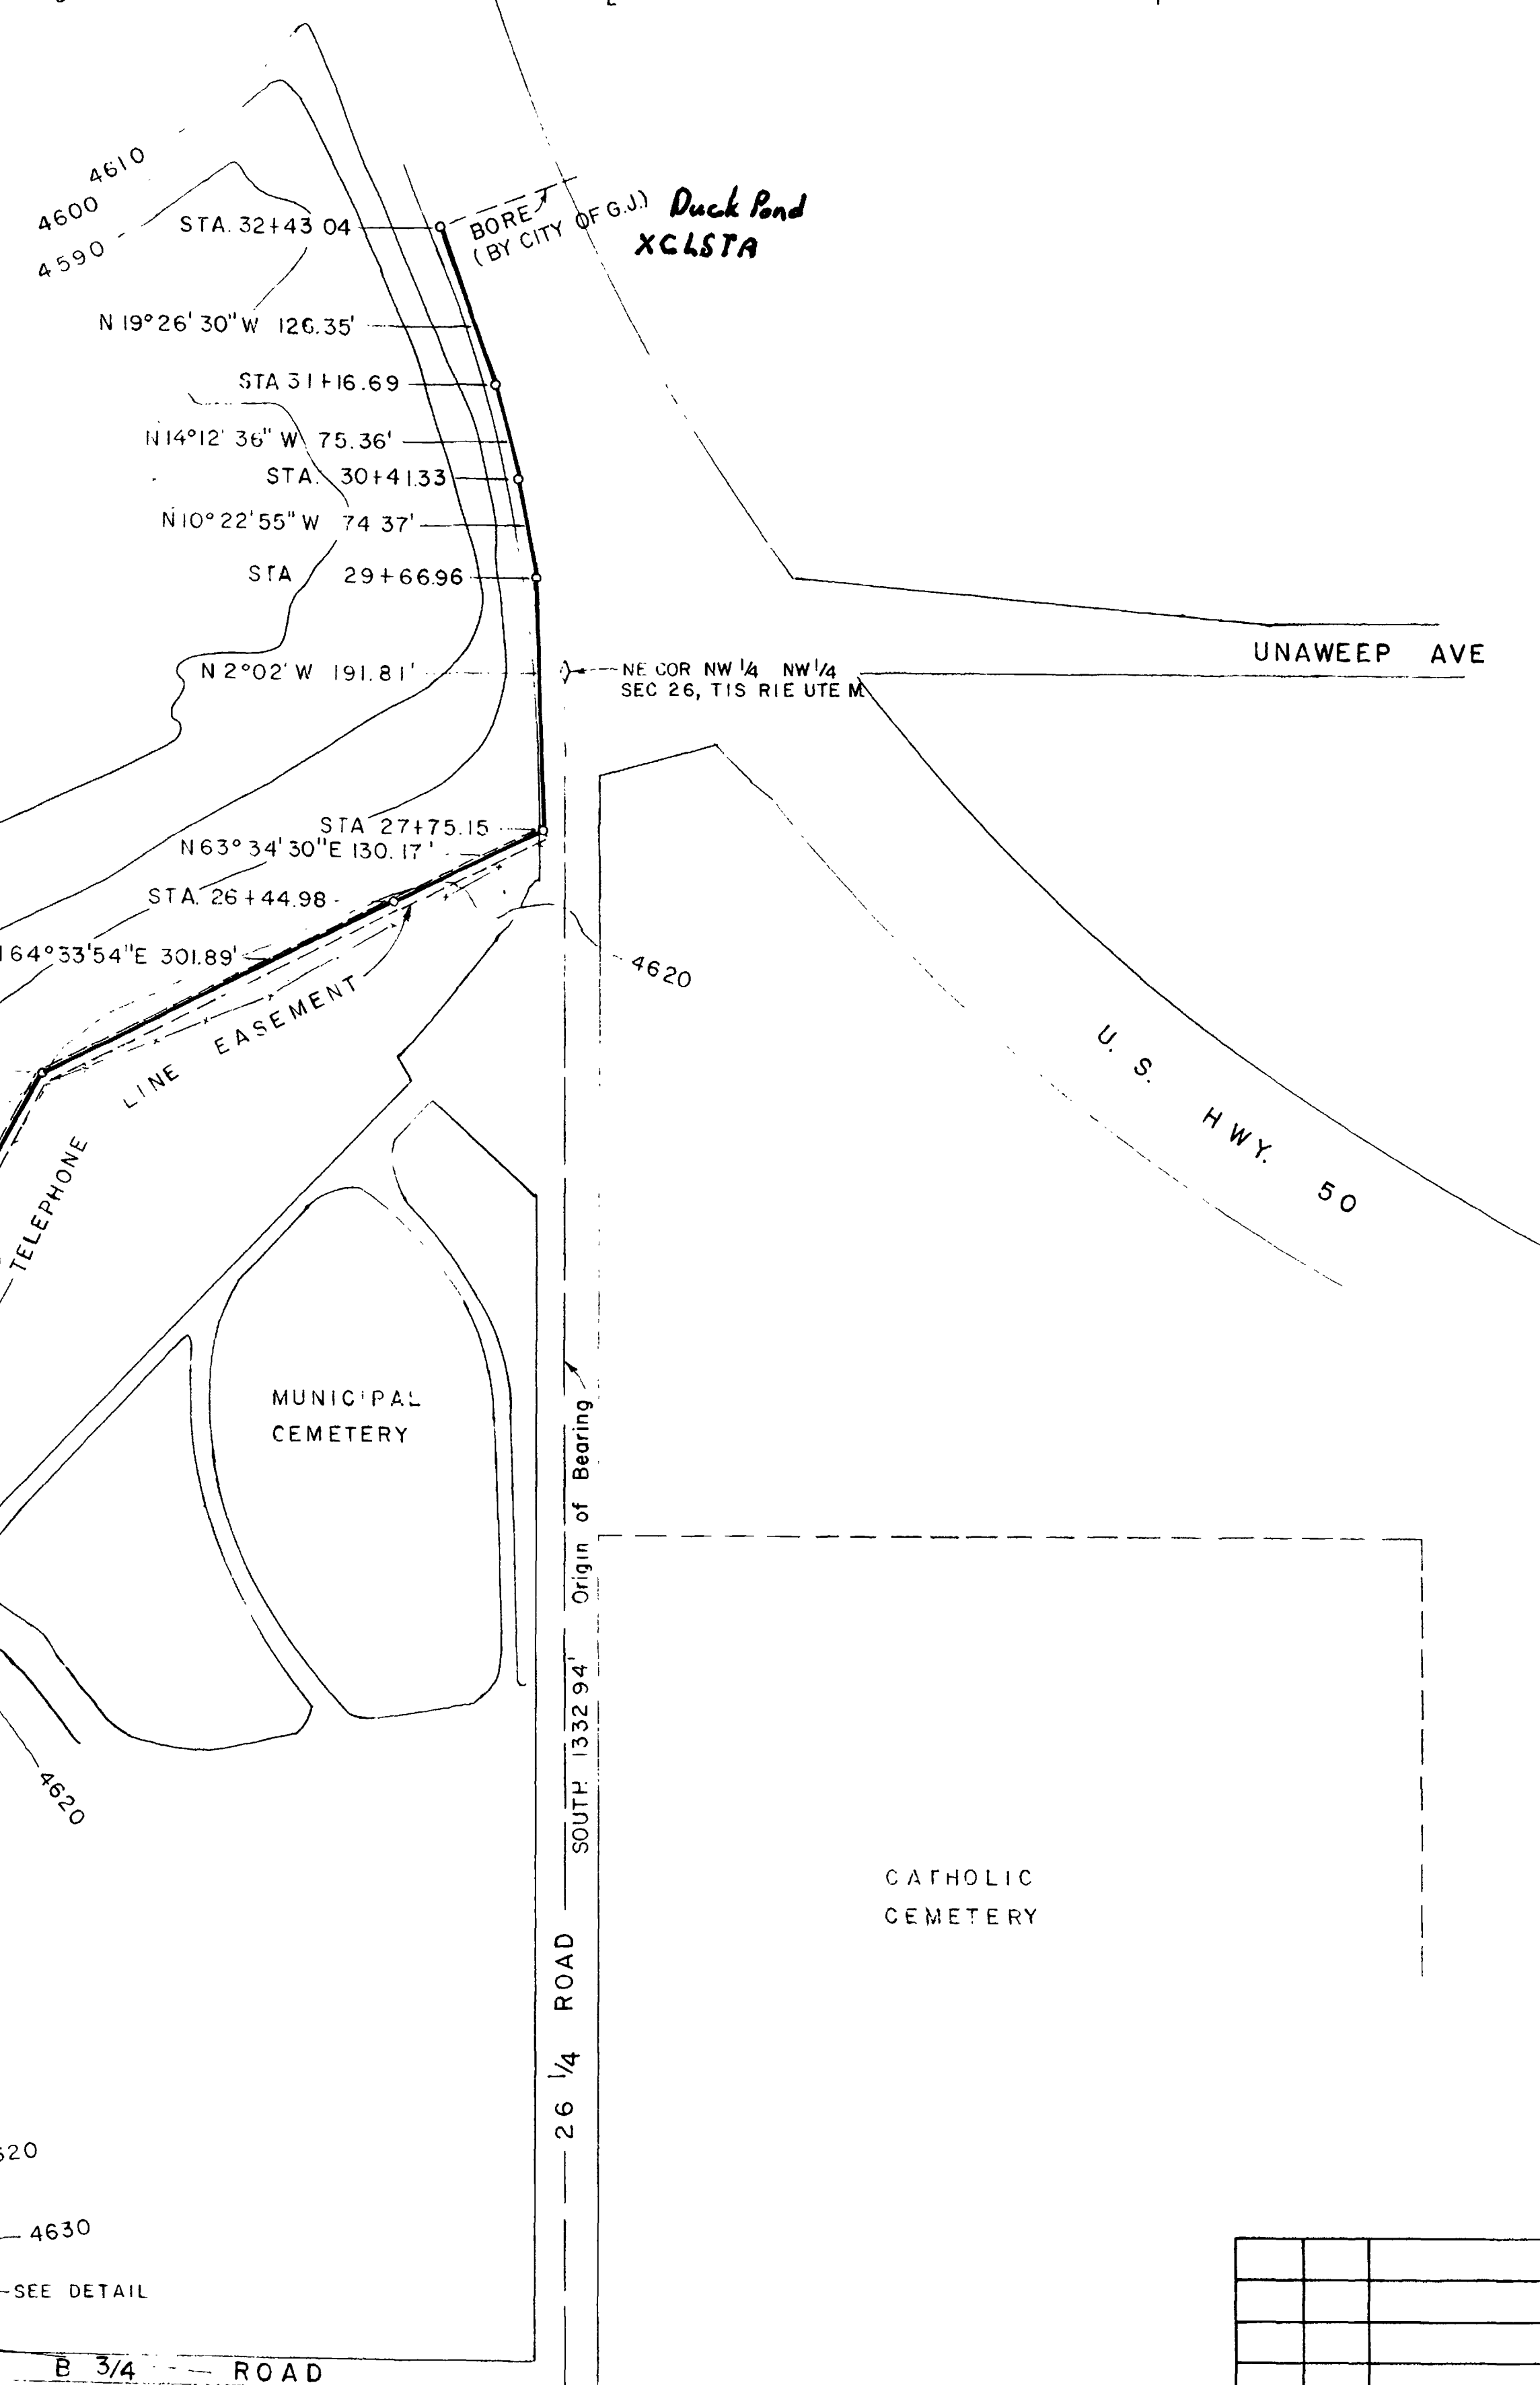 4610
4600
4590
STA. 32+43 04
BORE
(BY CITY OF G.J.)
Duck Pond
XCLSTA
N 19° 26' 30" W 126.35'
STA 31+16.69
N 14° 12' 36" W 75.36'
STA. 30+41.33
N 10° 22' 55" W 74 37'
STA 29+66.96
UNAWEEP AVE
N 2° 02' W 191.81'
NE COR NW 1/4 NW 1/4
SEC 26, T1S R1E UTE M.
STA 27+75.15
N 63° 34' 30" E 130.17'
STA. 26+44.98
64° 33' 54" E 301.89'
4620
TELEPHONE LINE EASEMENT
U. S. HWY. 50
MUNICIPAL
CEMETERY
Origin of Bearing
SOUTH 1332 94'
4620
CATHOLIC
CEMETERY
26 1/4 ROAD
620
4630
SEE DETAIL
B 3/4 ROAD